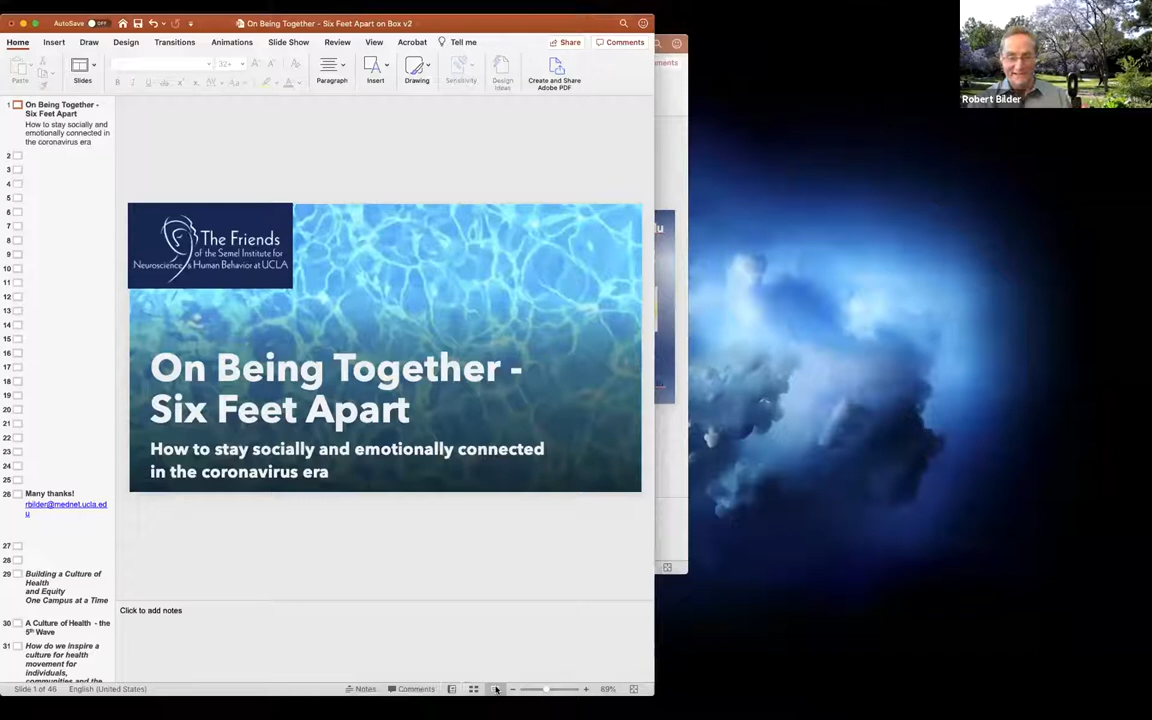 AutoSave OFF
On Being Together - Six Feet Apart on Box v2
Home Insert Draw Design Transitions Animations Slide Show Review View Acrobat Tell me Share Comments
Paste Slides 32+ Paragraph Insert Drawing Sensitivity Design Ideas Create and Share Adobe PDF
Robert Bilder
1 On Being Together -
Six Feet Apart
How to stay socially and
emotionally connected
in the coronavirus era
2
3
4
5
6
7
8
9
10
11
12
13
14
15
16
17
18
19
20
21
22
23
24
25
26 Many thanks!
rbilder@mednet.ucla.ed
u
27
28
29 Building a Culture of
Health
and Equity
One Campus at a Time
30 A Culture of Health - the
5th Wave
31 How do we inspire a
culture for health
movement for
individuals,
communities and the
The Friends
of the Semel Institute for
Neuroscience & Human Behavior at UCLA
On Being Together -
Six Feet Apart
How to stay socially and emotionally connected
in the coronavirus era
Click to add notes
Slide 1 of 46 English (United States) Notes Comments 89%